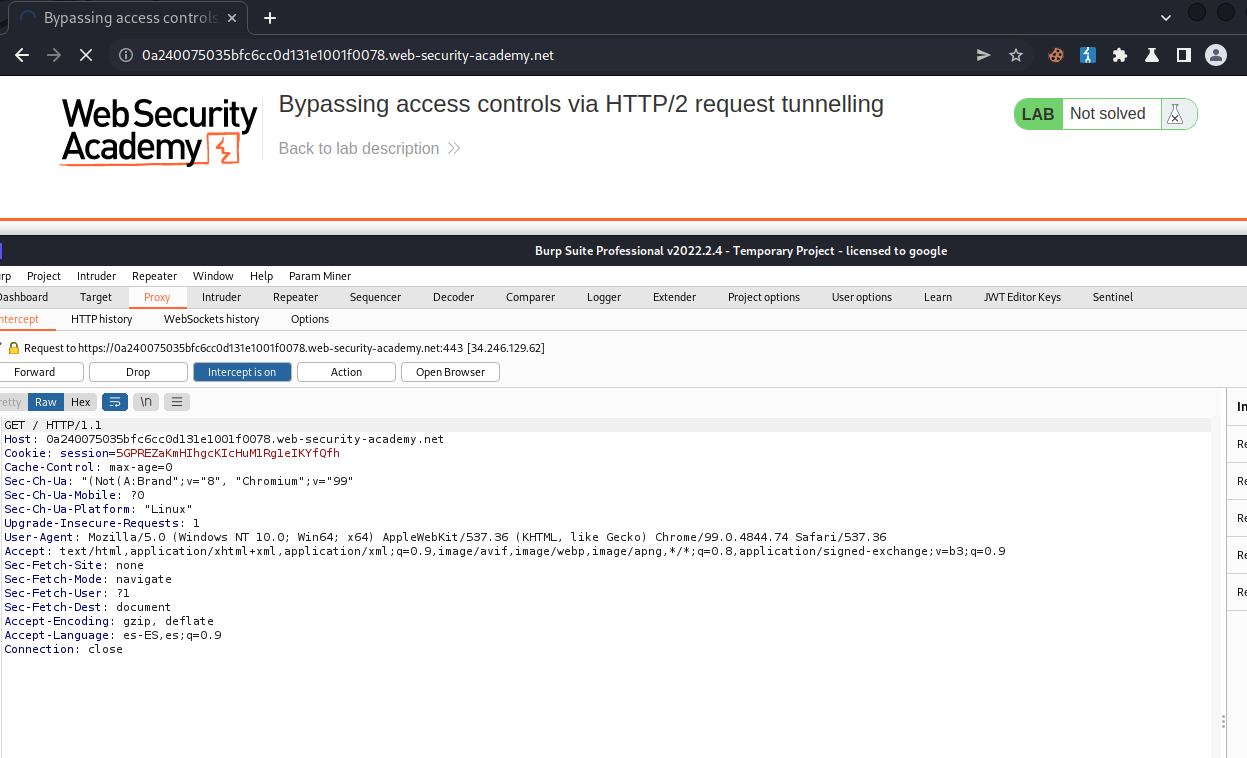 Bypassing access controls
0a240075035bfc6cc0d131e1001f0078.web-security-academy.net
Web Security
Academy
Bypassing access controls via HTTP/2 request tunnelling
Back to lab description
LAB Not solved
Burp Suite Professional v2022.2.4 - Temporary Project - licensed to google
rp Project Intruder Repeater Window Help Param Miner
Dashboard Target Proxy Intruder Repeater Sequencer Decoder Comparer Logger Extender Project options User options Learn JWT Editor Keys Sentinel
ntercept HTTP history WebSockets history Options
Request to https://0a240075035bfc6cc0d131e1001f0078.web-security-academy.net:443 [34.246.129.62]
Forward Drop Intercept is on Action Open Browser
retty Raw Hex \n
In
GET / HTTP/1.1
Host: 0a240075035bfc6cc0d131e1001f0078.web-security-academy.net
Cookie: session=5GPREZaKmHIhgcKIcHuM1Rg1eIKYfQfh
Cache-Control: max-age=0
Sec-Ch-Ua: "(Not(A:Brand";v="8", "Chromium";v="99"
Sec-Ch-Ua-Mobile: ?0
Sec-Ch-Ua-Platform: "Linux"
Upgrade-Insecure-Requests: 1
User-Agent: Mozilla/5.0 (Windows NT 10.0; Win64; x64) AppleWebKit/537.36 (KHTML, like Gecko) Chrome/99.0.4844.74 Safari/537.36
Accept: text/html,application/xhtml+xml,application/xml;q=0.9,image/avif,image/webp,image/apng,*/*;q=0.8,application/signed-exchange;v=b3;q=0.9
Sec-Fetch-Site: none
Sec-Fetch-Mode: navigate
Sec-Fetch-User: ?1
Sec-Fetch-Dest: document
Accept-Encoding: gzip, deflate
Accept-Language: es-ES,es;q=0.9
Connection: close
Re
Re
Re
Re
Re